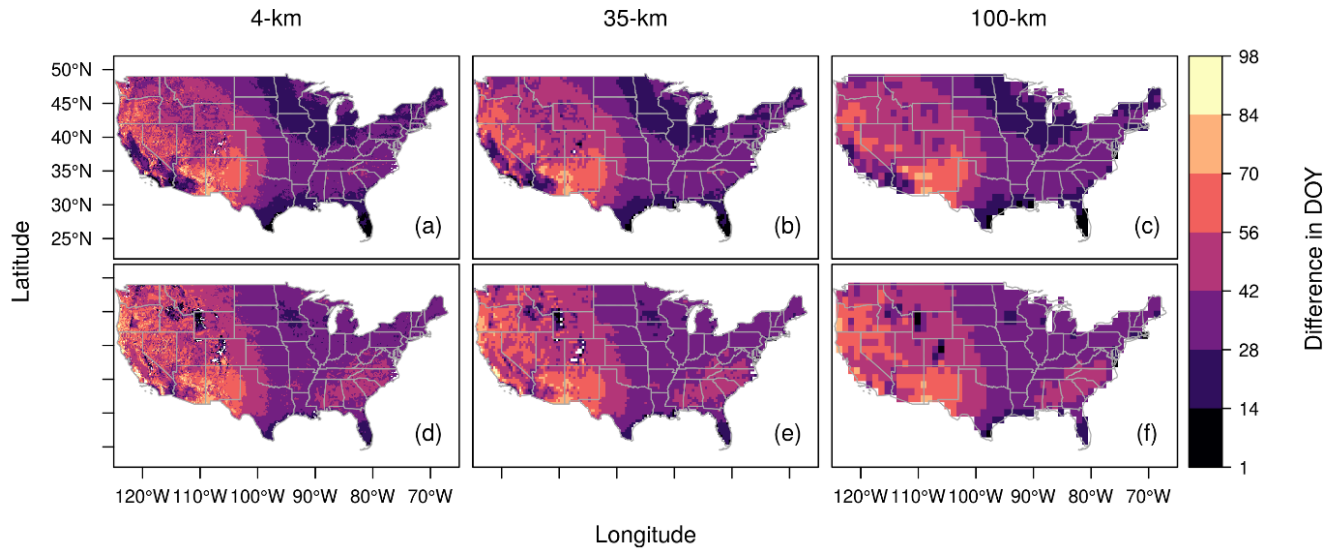 4-km 35-km 100-km
50°N
45°N
40°N
35°N
30°N
25°N
Latitude
(a) (b) (c)
(d) (e) (f)
98
84
70
56
42
28
14
1
Difference in DOY
120°W 110°W 100°W 90°W 80°W 70°W 120°W 110°W 100°W 90°W 80°W 70°W
Longitude